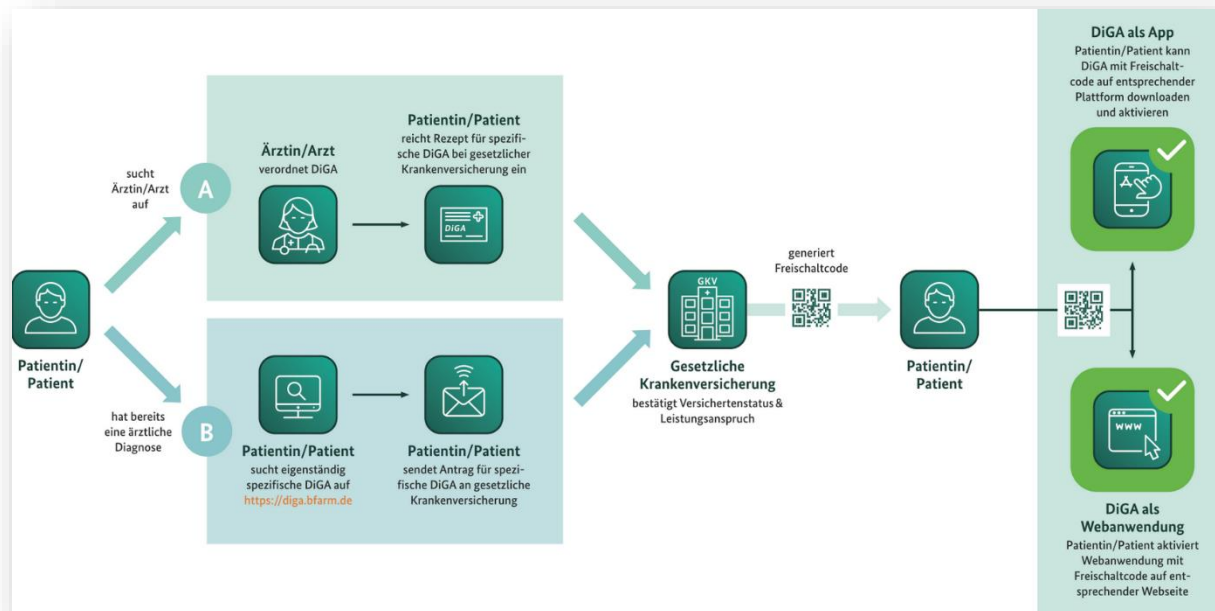 sucht
Ärztin/Arzt
auf
A
Ärztin/Arzt
verordnet DiGA
Patientin/Patient
reicht Rezept für spezifi-
sche DiGA bei gesetzlicher
Krankenversicherung ein
DiGA
Patientin/
Patient
hat bereits
eine ärztliche
Diagnose
B
Patientin/Patient
sucht eigenständig
spezifische DiGA auf
https://diga.bfarm.de
Patientin/Patient
sendet Antrag für spezi-
fische DiGA an gesetzliche
Krankenversicherung
GKV
Gesetzliche
Krankenversicherung
bestätigt Versichertenstatus &
Leistungsanspruch
generiert
Freischaltcode
Patientin/
Patient
DiGA als App
Patientin/Patient kann
DiGA mit Freischalt-
code auf entsprechender
Plattform downloaden
und aktivieren
WWW
DiGA als
Webanwendung
Patientin/Patient aktiviert
Webanwendung mit
Freischaltcode auf ent-
sprechender Webseite